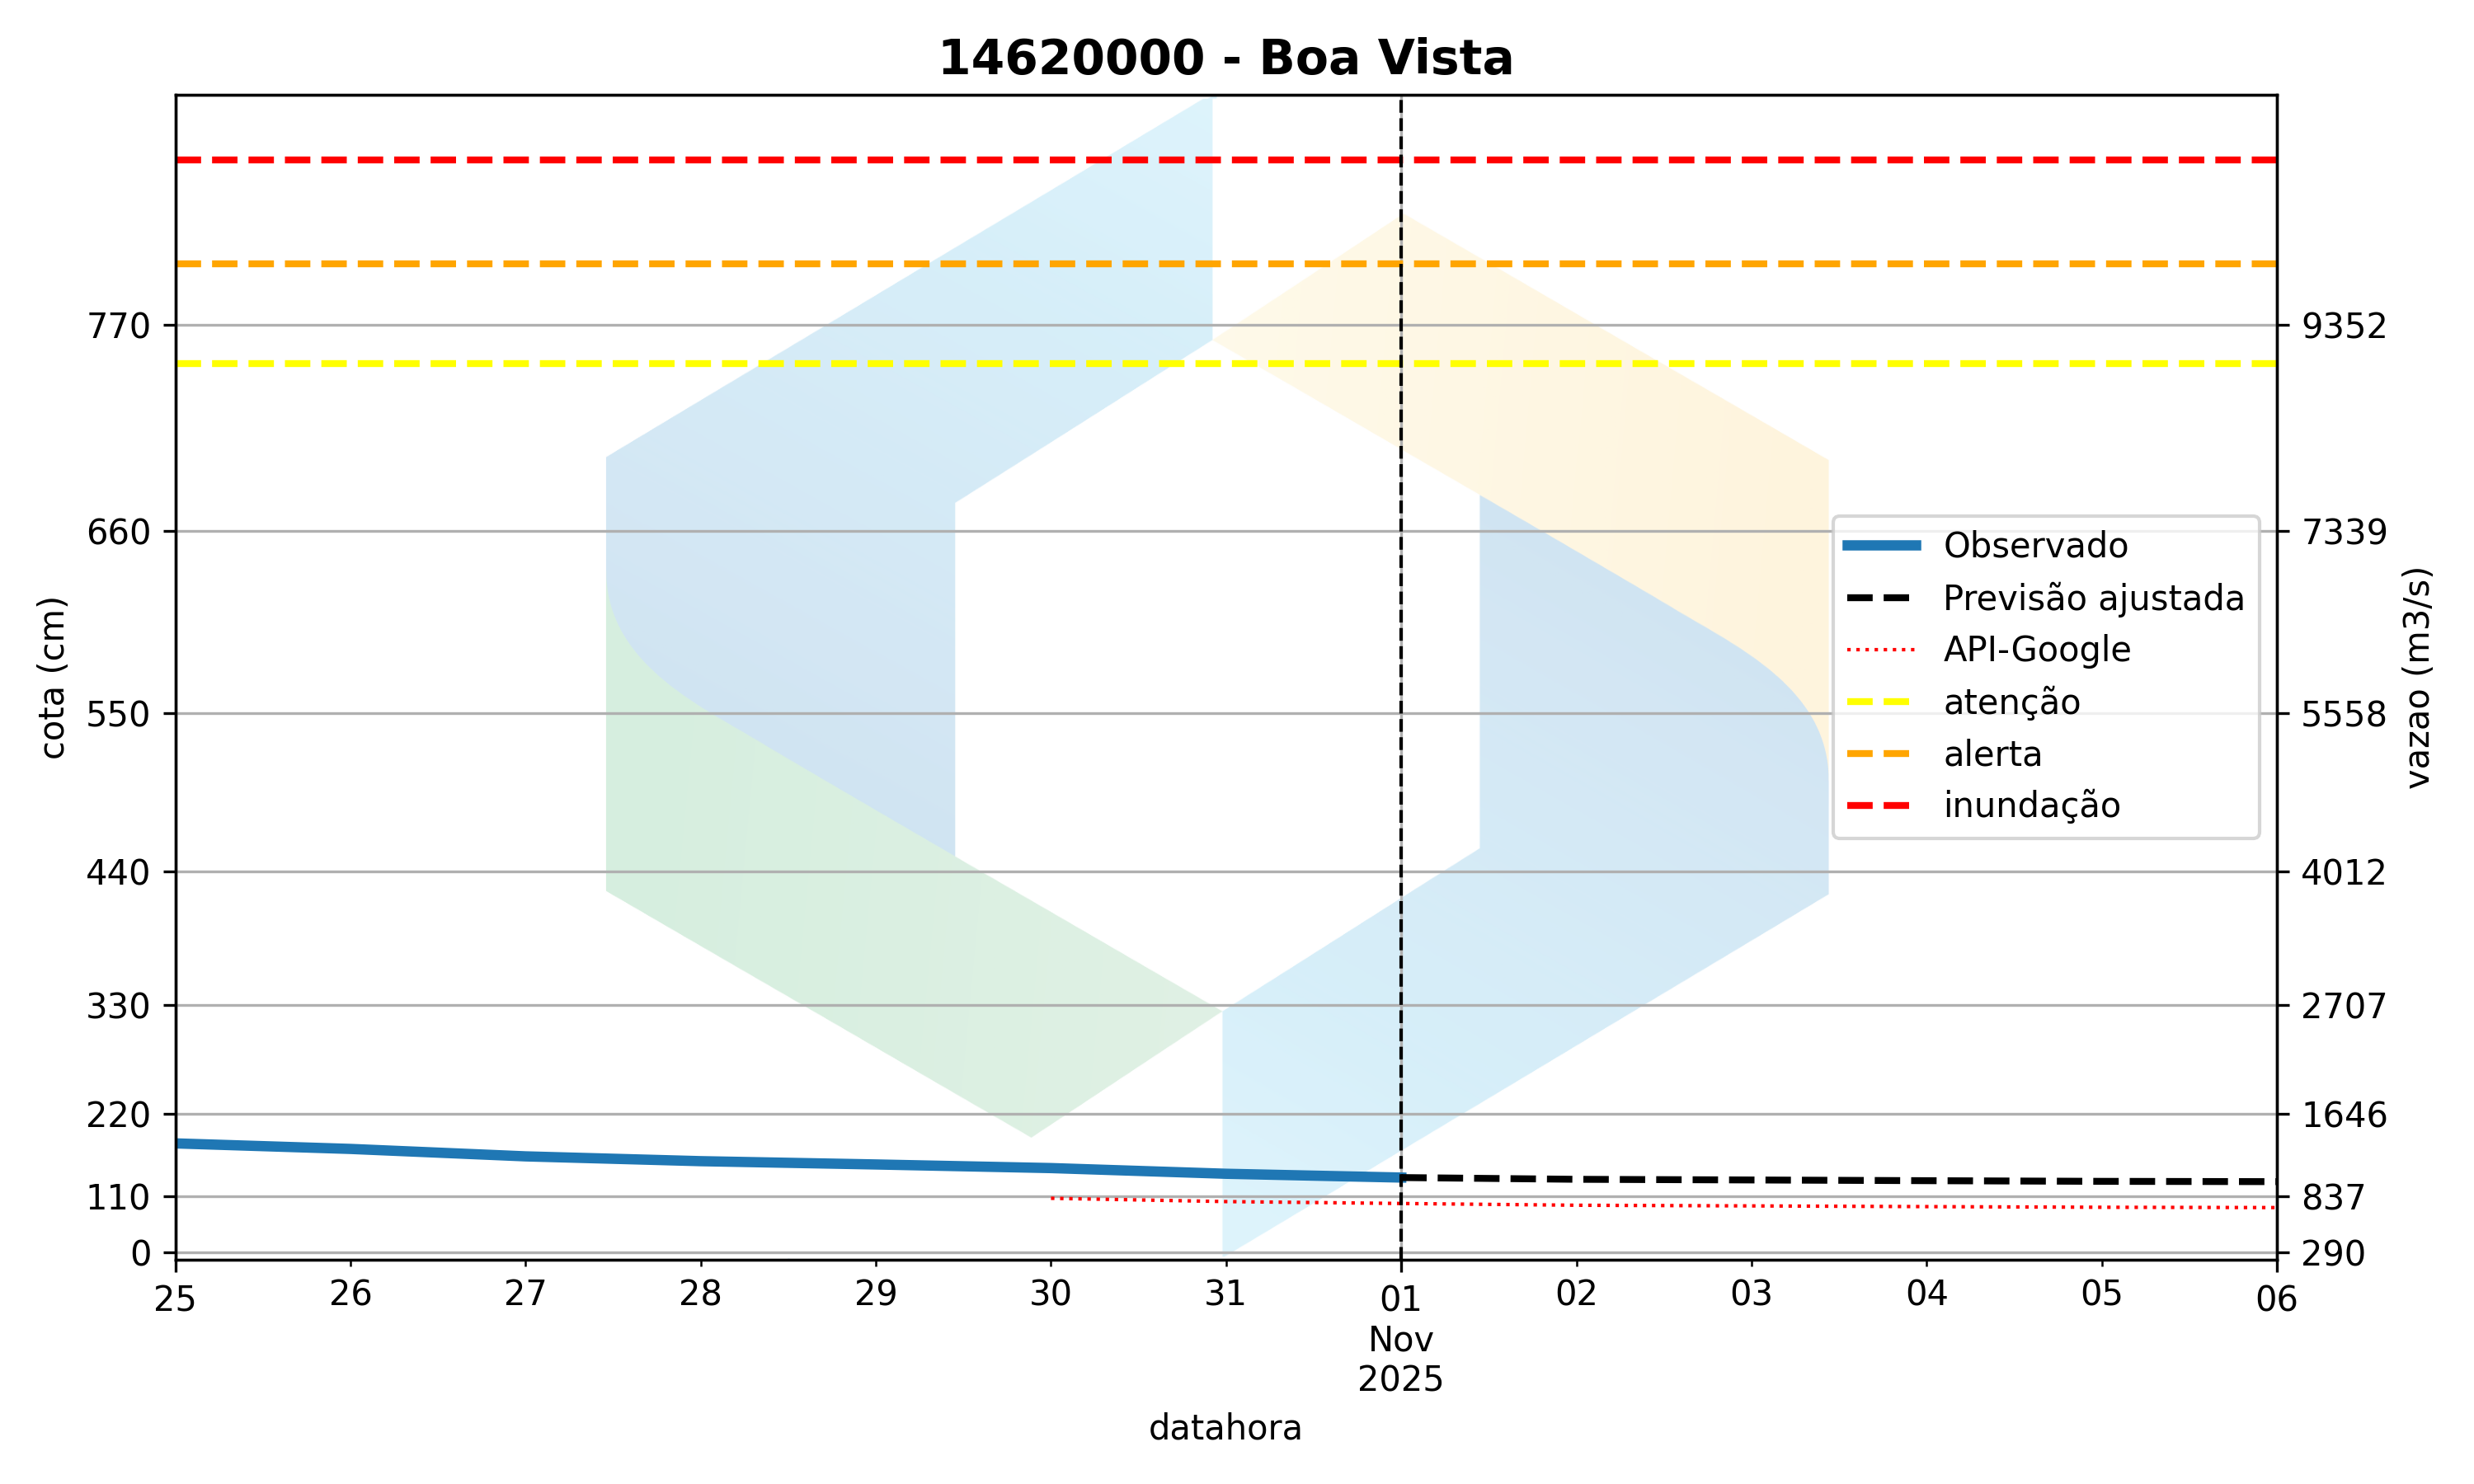 14620000 - Boa Vista
770
660
550
440
330
220
110
0
cota (cm)
9352
7339
5558
4012
2707
1646
837
290
vazao (m3/s)
Observado
Previsão ajustada
API-Google
atenção
alerta
inundação
25 26 27 28 29 30 31 01 02 03 04 05 06
Nov
2025
datahora